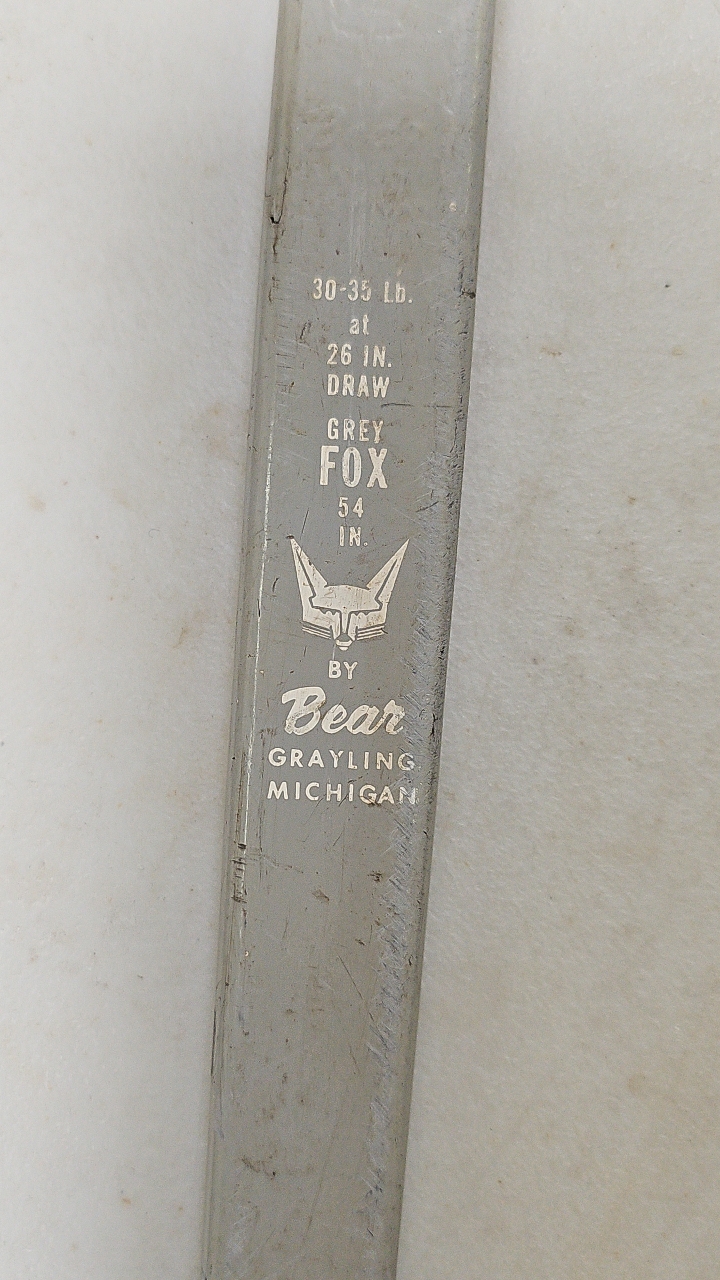 30-35 Lb.
at
26 IN.
DRAW
GREY
FOX
54
IN.
BY
Bear
GRAYLING
MICHIGAN